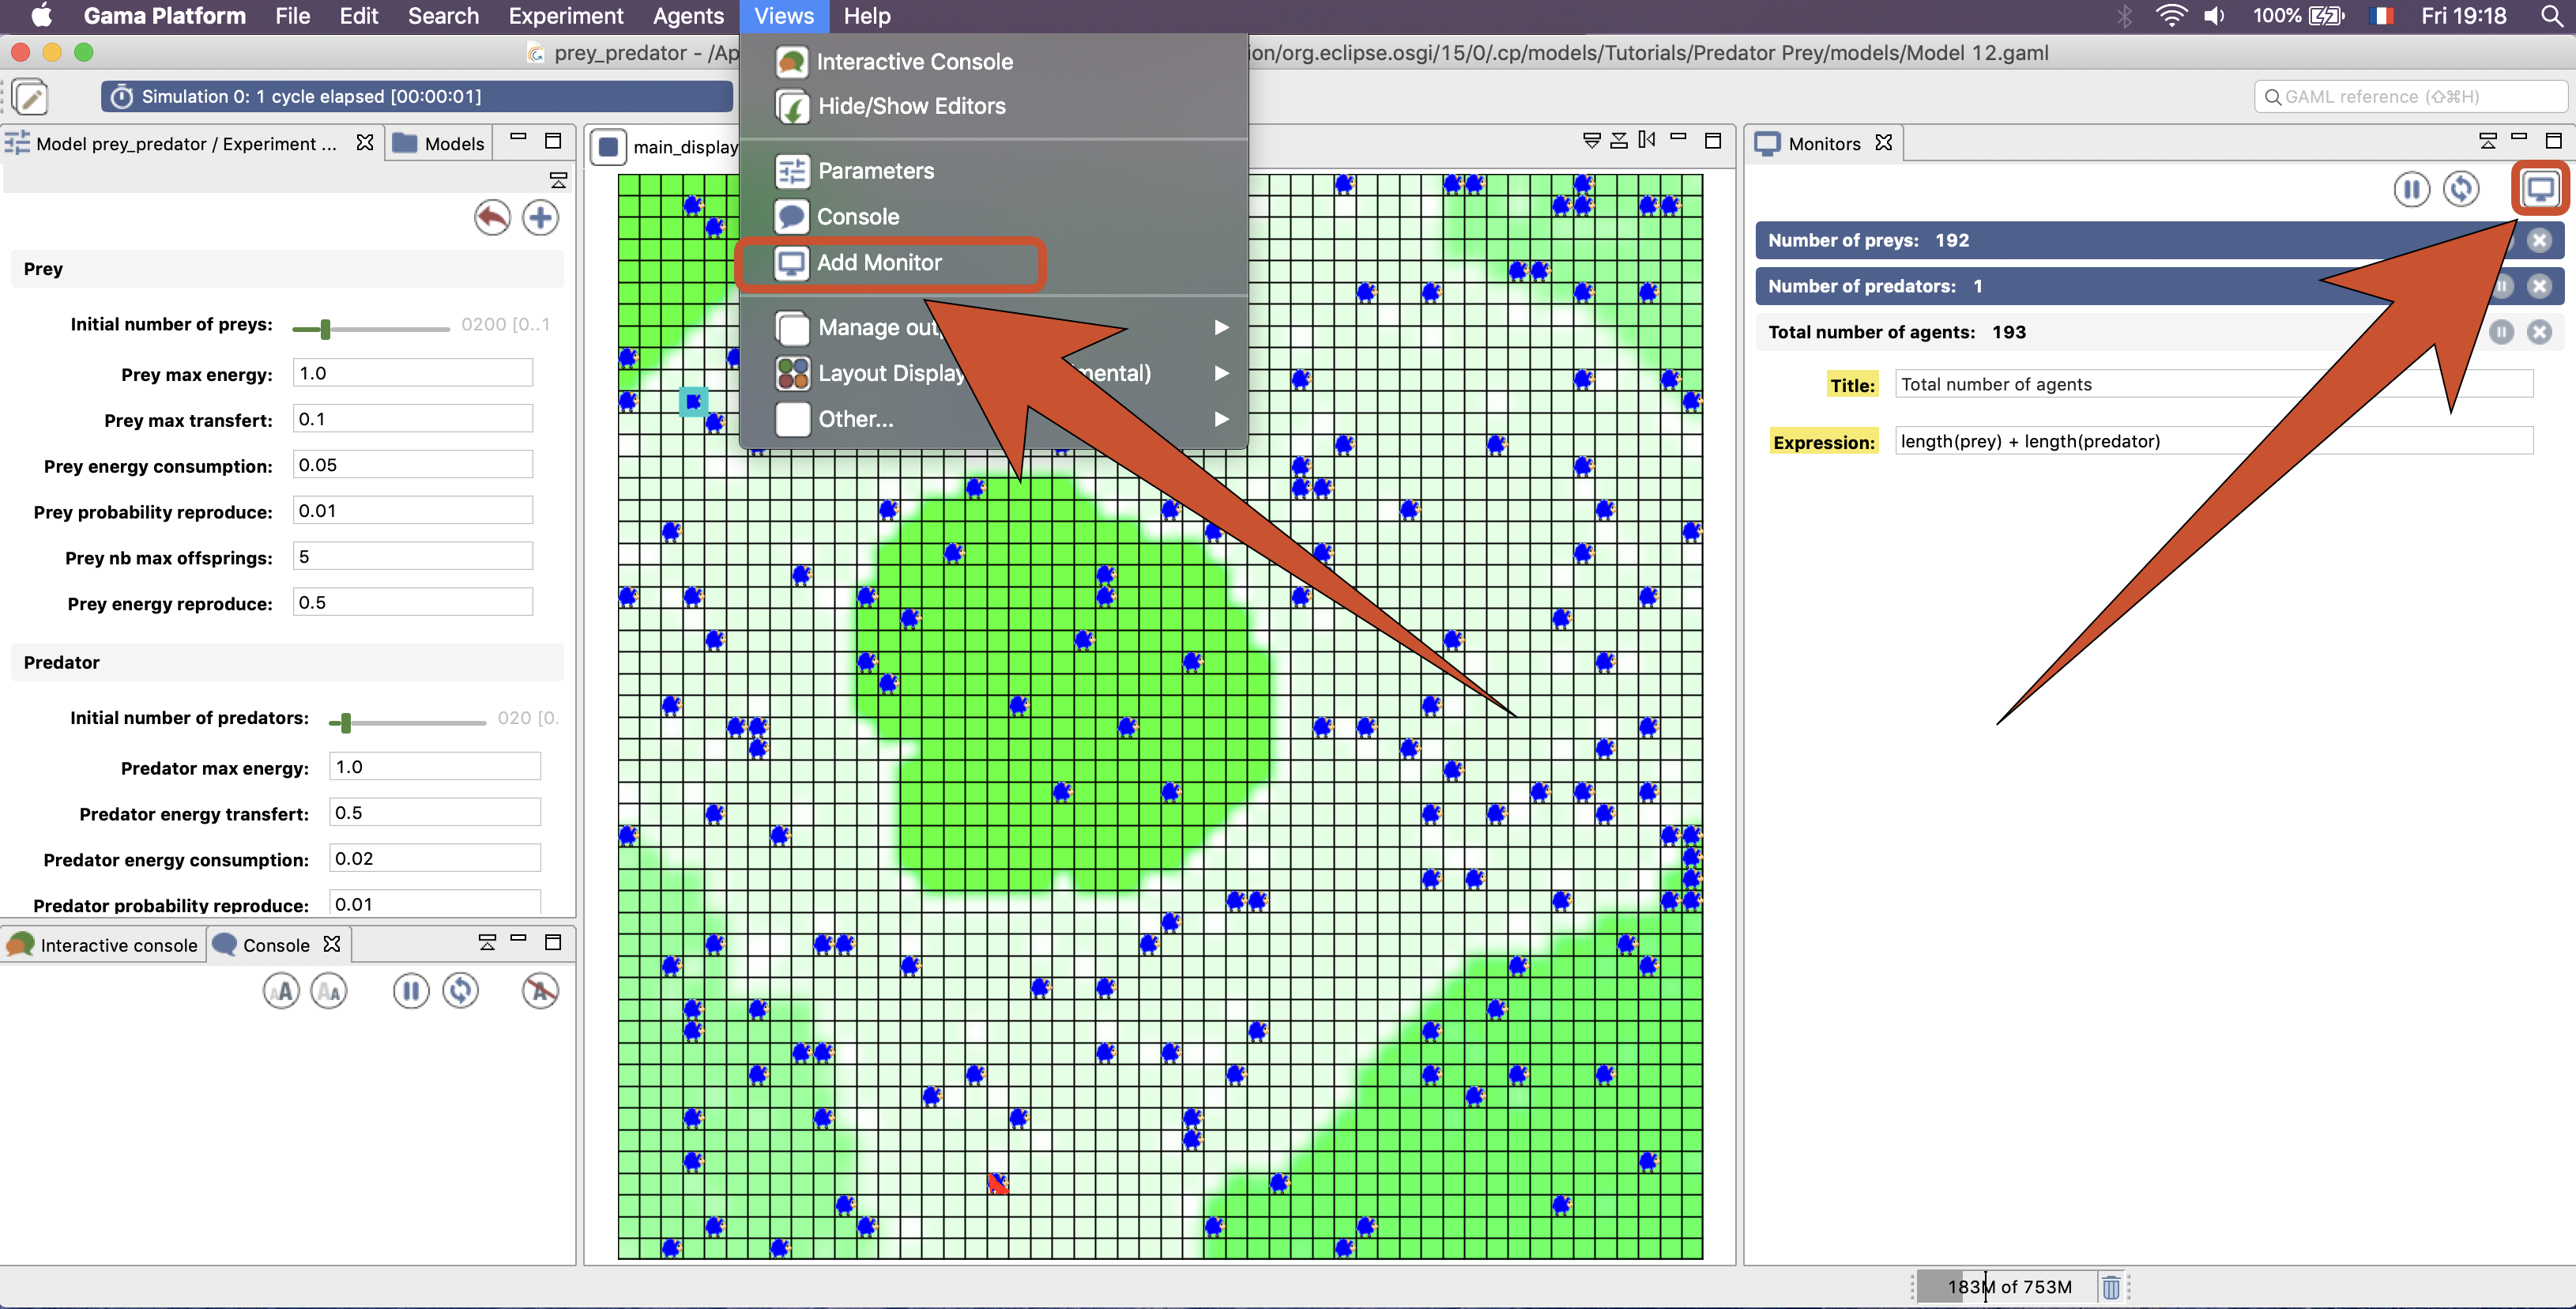 Gama Platform File Edit Search Experiment Agents Views Help 100% Fri 19:18
prey_predator - /Ap ion/org.eclipse.osgi/15/0/.cp/models/Tutorials/Predator Prey/models/Model 12.gaml
Simulation 0: 1 cycle elapsed [00:00:01]
GAML reference (⇧⌘H)
Model prey_predator / Experiment ...
Models
Prey
Initial number of preys: 0200 [0..1
Prey max energy: 1.0
Prey max transfert: 0.1
Prey energy consumption: 0.05
Prey probability reproduce: 0.01
Prey nb max offsprings: 5
Prey energy reproduce: 0.5
Predator
Initial number of predators: 020 [0.
Predator max energy: 1.0
Predator energy transfert: 0.5
Predator energy consumption: 0.02
Predator probability reproduce: 0.01
Interactive console
Console
main_display
Interactive Console
Hide/Show Editors
Parameters
Console
Add Monitor
Manage out
Layout Display mental)
Other...
Monitors
Number of preys: 192
Number of predators: 1
Total number of agents: 193
Title: Total number of agents
Expression: length(prey) + length(predator)
183M of 753M